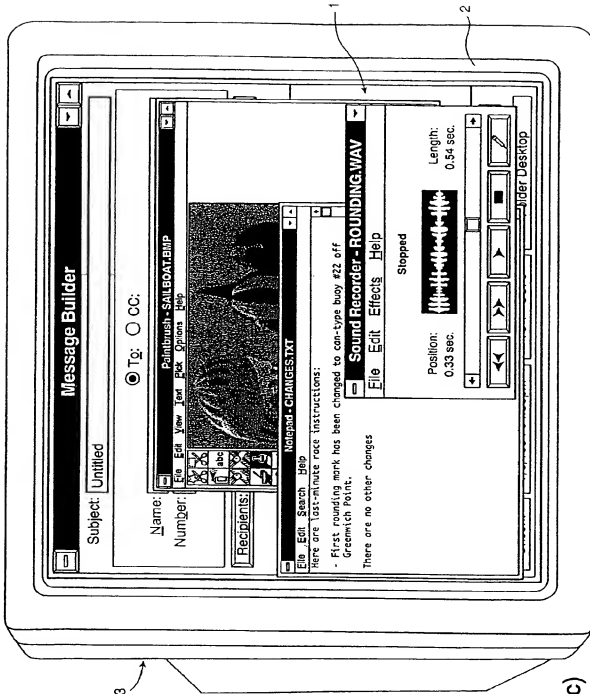 Message Builder
Subject: Untitled
To: CC:
Name:
Number:
Recipients:
Paintbrush - SAILBOAT.BMP
File Edit View Text Pick Options Help
abc
Notepad - CHANGES.TXT
File Edit Search Help
Here are last-minute race instructions:
- First rounding mark has been changed to can-type buoy #22 off
Greenwich Point.
There are no other changes
Sound Recorder - ROUNDING.WAV
File Edit Effects Help
Stopped
Position:
0.33 sec.
Length:
0.54 sec.
Desktop
1
2
3
c)